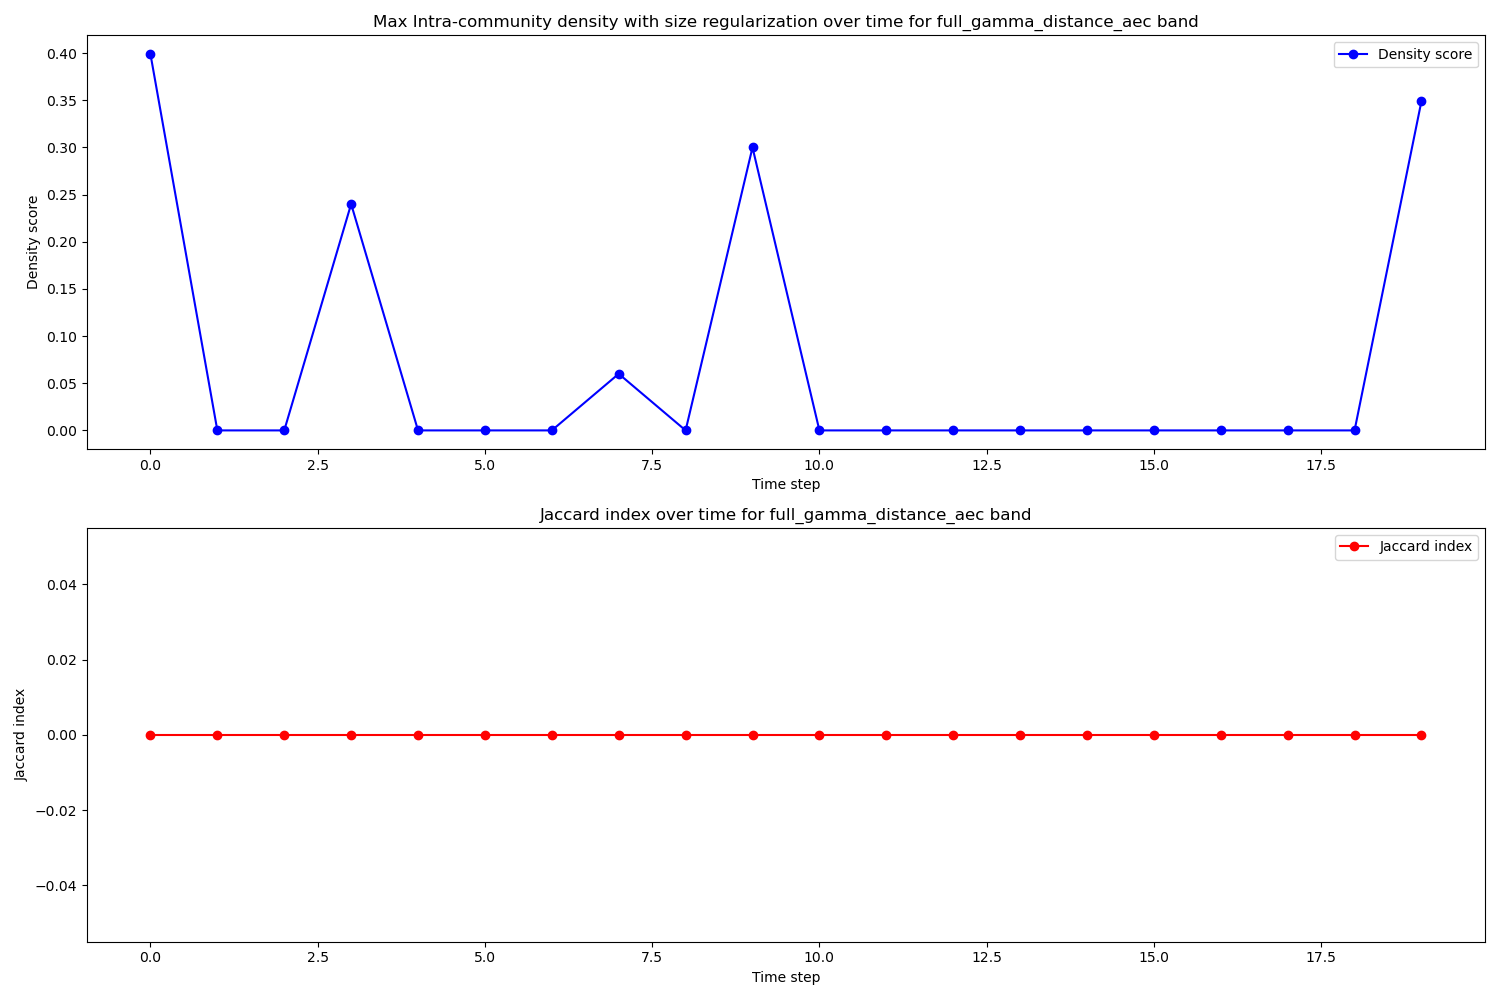 Max Intra-community density with size regularization over time for full_gamma_distance_aec band
Density score
Density score
0.40
0.35
0.30
0.25
0.20
0.15
0.10
0.05
0.00
0.0 2.5 5.0 7.5 10.0 12.5 15.0 17.5
Time step
Jaccard index over time for full_gamma_distance_aec band
Jaccard index
Jaccard index
0.04
0.02
0.00
−0.02
−0.04
0.0 2.5 5.0 7.5 10.0 12.5 15.0 17.5
Time step